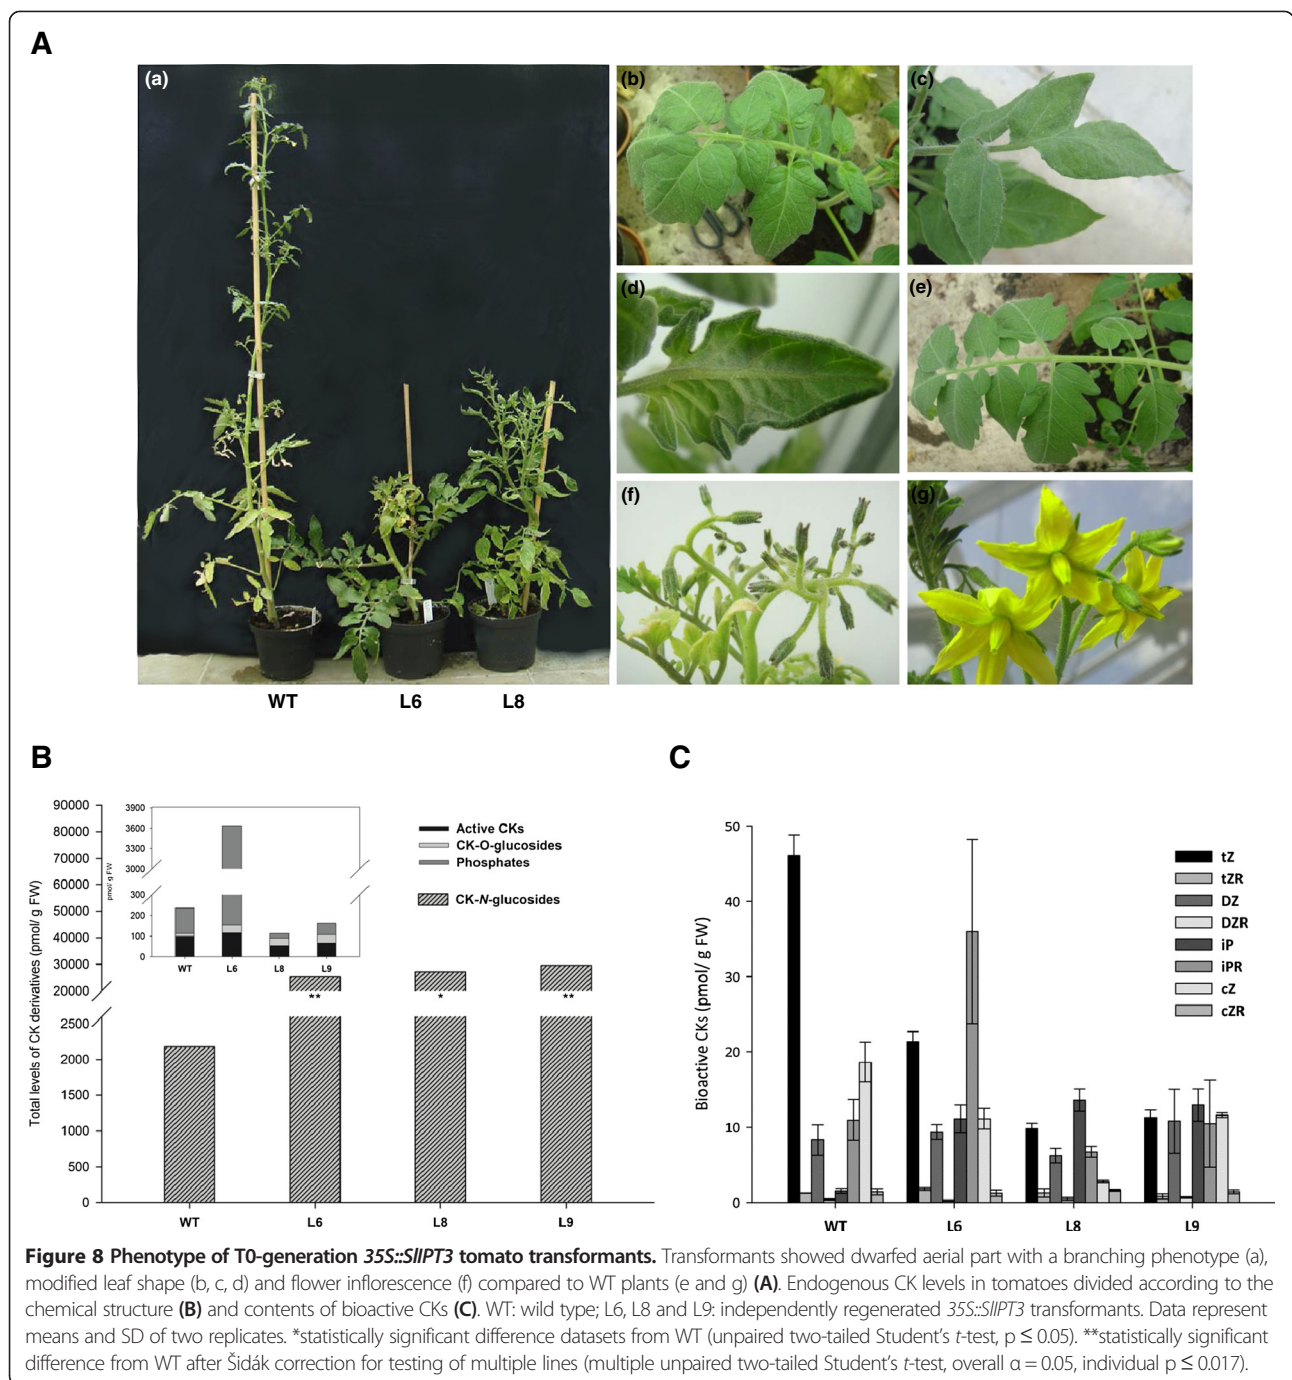 A
(a)
(b)
(c)
(d)
(e)
(f)
(g)
WT L6 L8
B
Total levels of CK derivatives (pmol/ g FW)
90000
80000
70000
60000
50000
40000
30000
20000
2500
2000
1500
1000
500
0
pmol/ g FW
3900
3600
3300
3000
300
200
100
0
WT L6 L8 L9
Active CKs
CK-O-glucosides
Phosphates
CK-N-glucosides
** * **
WT L6 L8 L9
C
Bioactive CKs (pmol/ g FW)
50
40
30
20
10
0
tZ
tZR
DZ
DZR
iP
iPR
cZ
cZR
WT L6 L8 L9
Figure 8 Phenotype of T0-generation 35S::SlIPT3 tomato transformants. Transformants showed dwarfed aerial part with a branching phenotype (a),
modified leaf shape (b, c, d) and flower inflorescence (f) compared to WT plants (e and g) (A). Endogenous CK levels in tomatoes divided according to the
chemical structure (B) and contents of bioactive CKs (C). WT: wild type; L6, L8 and L9: independently regenerated 35S::SlIPT3 transformants. Data represent
means and SD of two replicates. *statistically significant difference datasets from WT (unpaired two-tailed Student's t-test, p ≤ 0.05). **statistically significant
difference from WT after Šidák correction for testing of multiple lines (multiple unpaired two-tailed Student's t-test, overall α = 0.05, individual p ≤ 0.017).